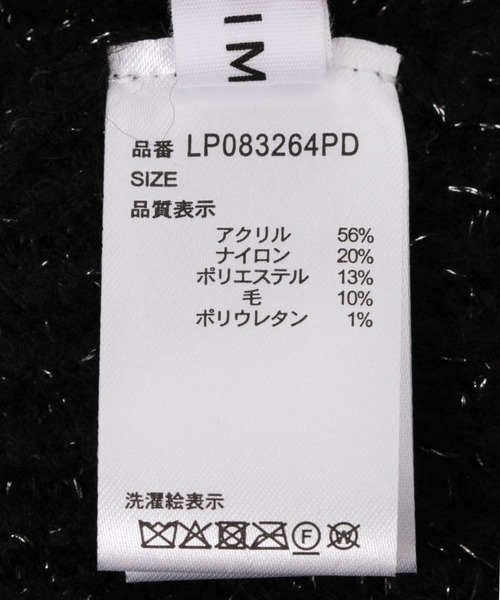 IM
品番 LP083264PD
SIZE
品質表示
アクリル 56%
ナイロン 20%
ポリエステル 13%
毛 10%
ポリウレタン 1%
洗濯絵表示
F W